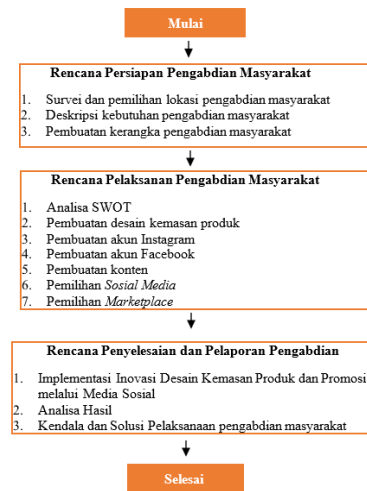 Mulai
Rencana Persiapan Pengabdian Masyarakat
1. Survei dan pemilihan lokasi pengabdian masyarakat
2. Deskripsi kebutuhan pengabdian masyarakat
3. Pembuatan kerangka pengabdian masyarakat
Rencana Pelaksanan Pengabdian Masyarakat
1. Analisa SWOT
2. Pembuatan desain kemasan produk
3. Pembuatan akun Instagram
4. Pembuatan akun Facebook
5. Pembuatan konten
6. Pemilihan Sosial Media
7. Pemilihan Marketplace
Rencana Penyelesaian dan Pelaporan Pengabdian
1. Implementasi Inovasi Desain Kemasan Produk dan Promosi
melalui Media Sosial
2. Analisa Hasil
3. Kendala dan Solusi Pelaksanaan pengabdian masyarakat
Selesai